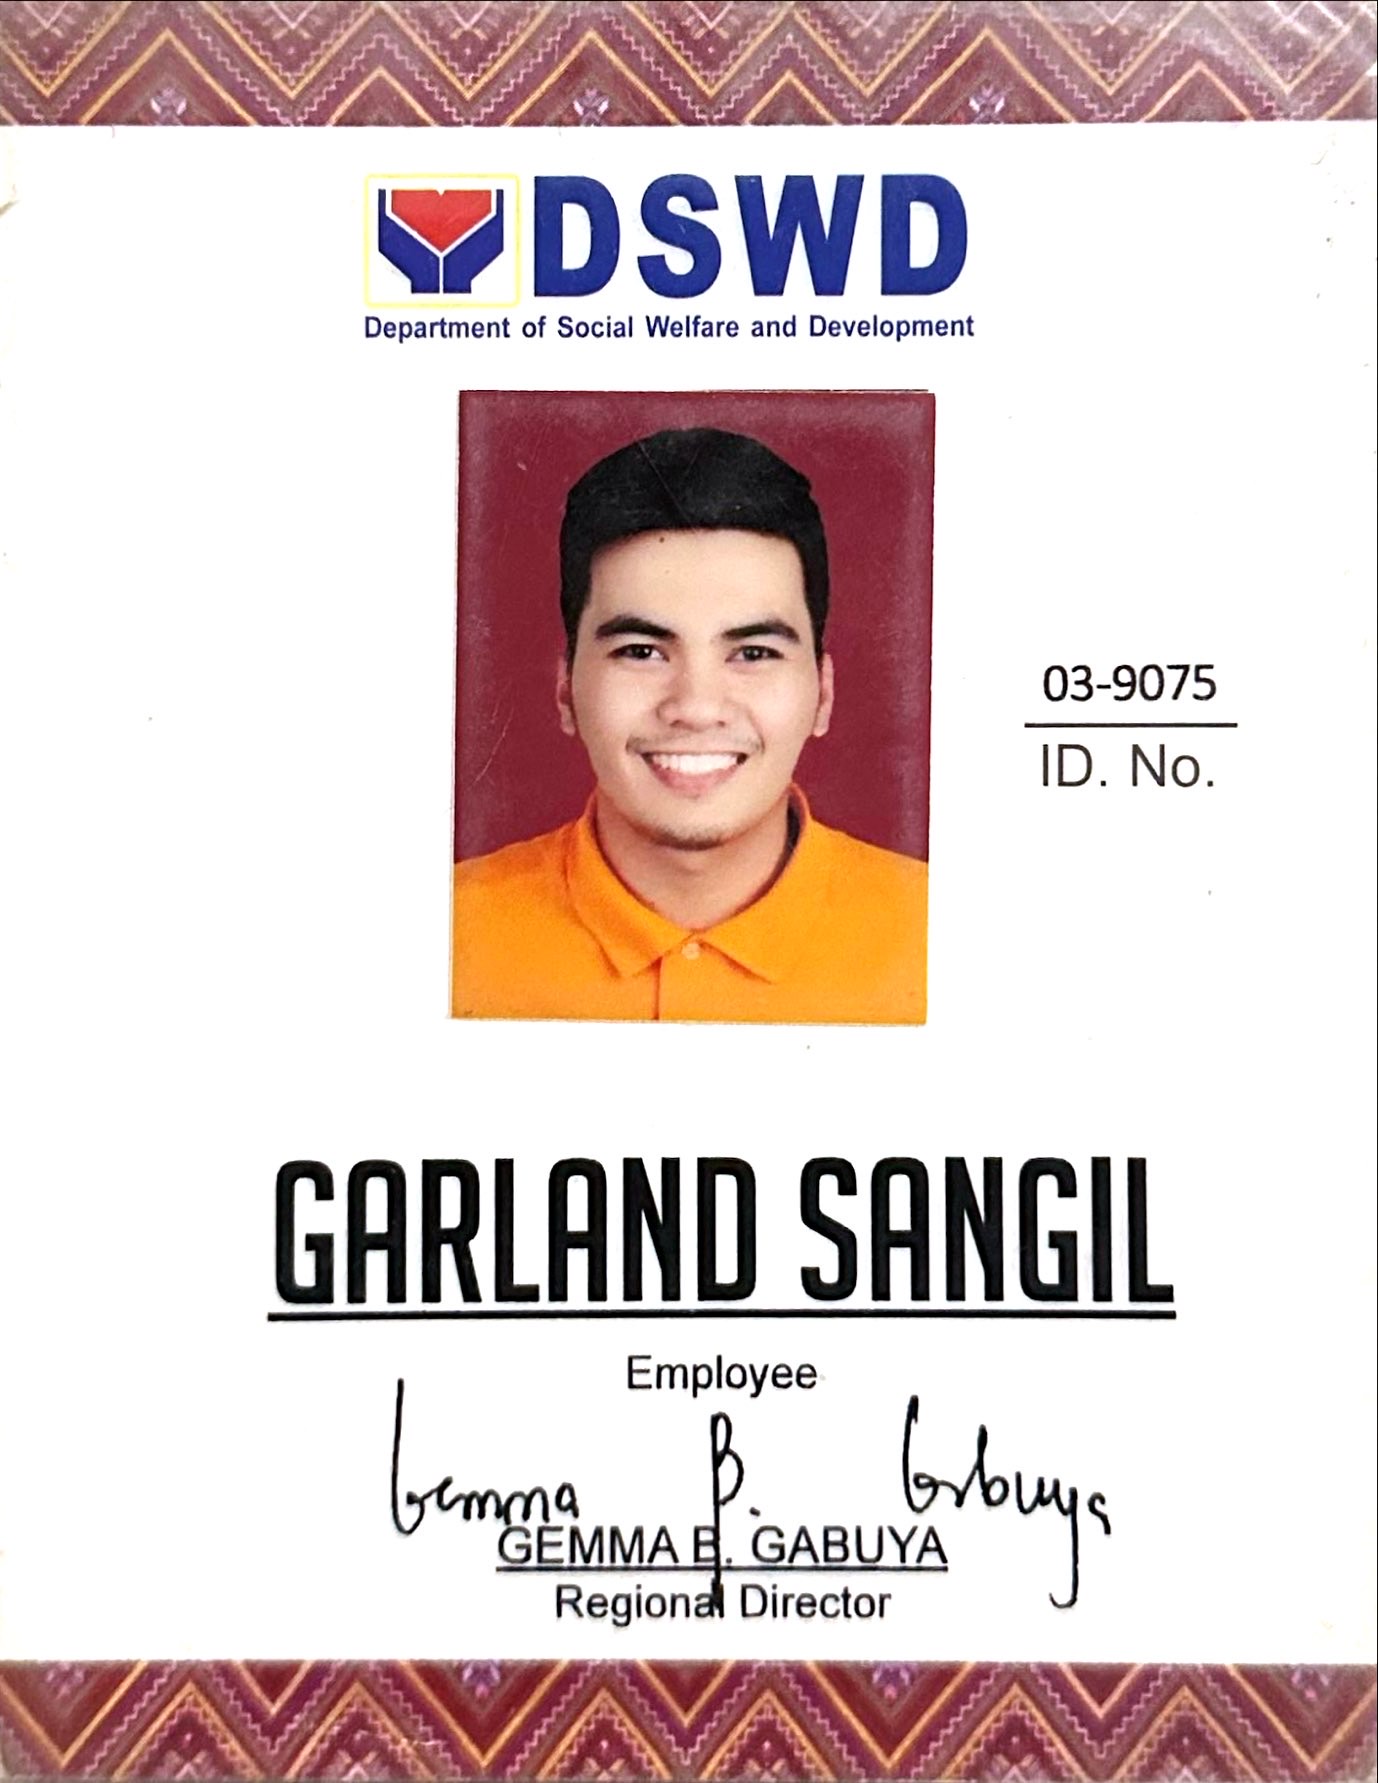 DSWD
Department of Social Welfare and Development
03-9075
ID. No.
GARLAND SANGIL
Employee
Gemma B. Gabuya
GEMMA B. GABUYA
Regional Director